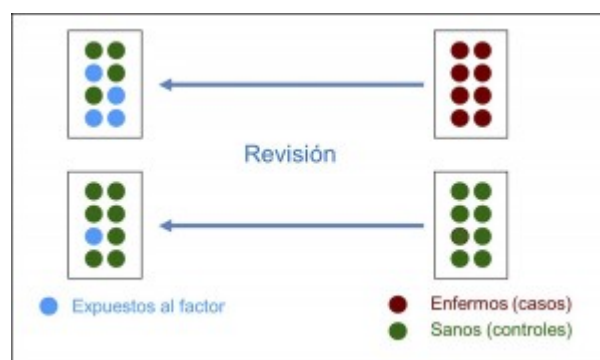 Revisión
Expuestos al factor
Enfermos (casos)
Sanos (controles)